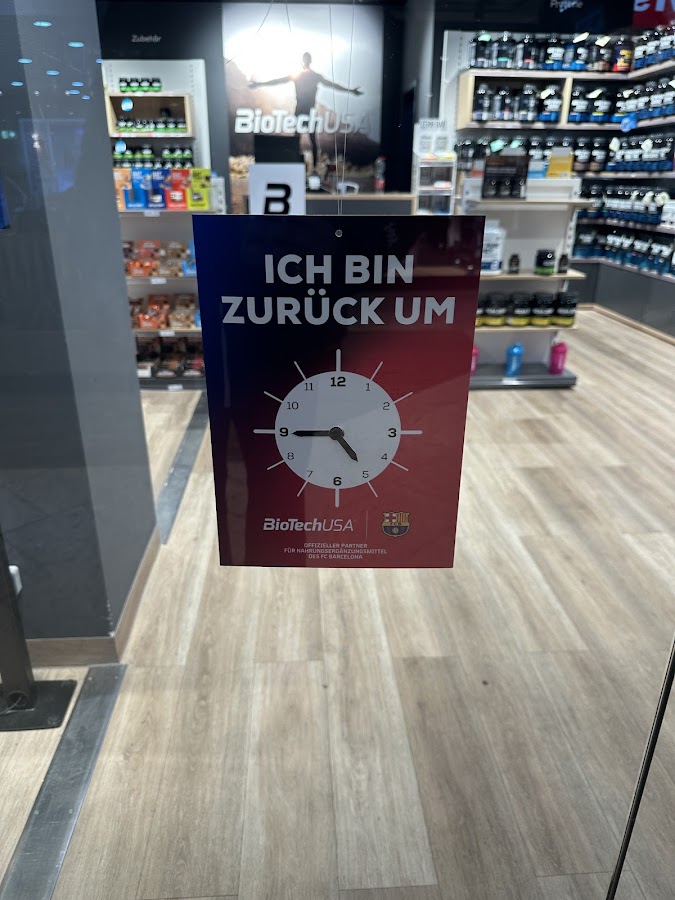 Zubehör
BioTechUSA
B
ICH BIN
ZURÜCK UM
12
1
2
3
4
5
6
7
8
9
10
11
BioTechUSA
OFFIZIELLER PARTNER
FÜR NAHRUNGSERGÄNZUNGSMITTEL
DES FC BARCELONA